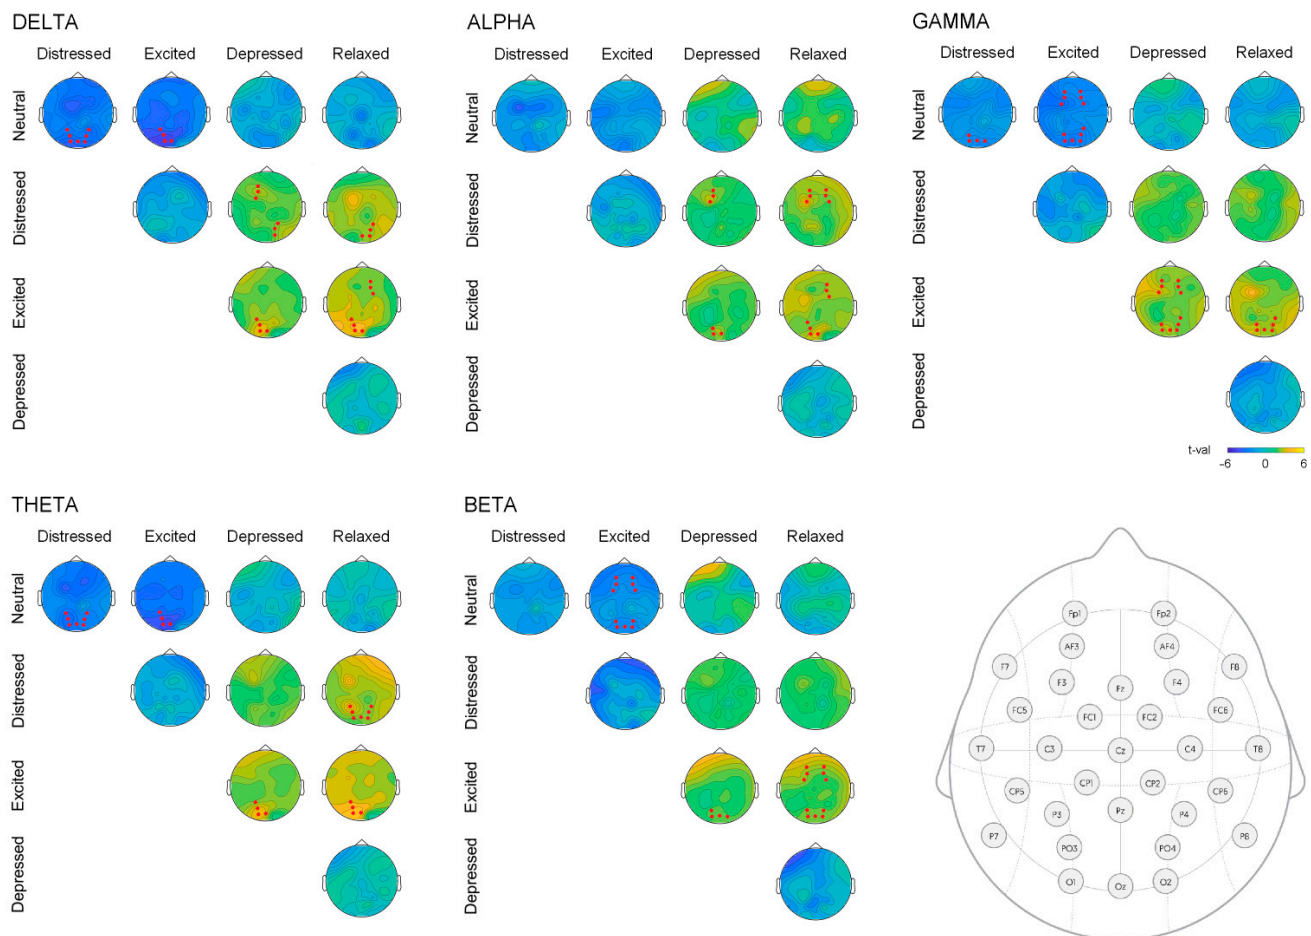 DELTA
Distressed Excited Depressed Relaxed
Neutral
Distressed
Excited
Depressed
ALPHA
Distressed Excited Depressed Relaxed
Neutral
Distressed
Excited
Depressed
GAMMA
Distressed Excited Depressed Relaxed
Neutral
Distressed
Excited
Depressed
t-val
-6 0 6
THETA
Distressed Excited Depressed Relaxed
Neutral
Distressed
Excited
Depressed
BETA
Distressed Excited Depressed Relaxed
Neutral
Distressed
Excited
Depressed
Fp1 Fp2
AF3 AF4
F7 F8
F3 Fz F4
FC5 FC1 FC2 FC6
T7 C3 Cz C4 T8
CP5 CP1 CP2 CP6
P3 Pz P4
P7 P8
PO3 PO4
O1 Oz O2